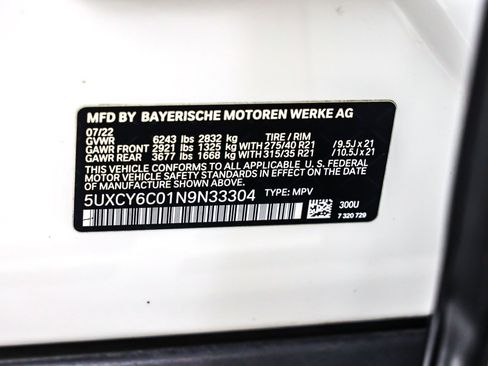 MFD BY BAYERISCHE MOTOREN WERKE AG
07/22
GVWR 6243 lbs 2832 kg TIRE / RIM
GAWR FRONT 2921 lbs 1325 kg WITH 275/40 R21 / 9.5J x 21
GAWR REAR 3677 lbs 1668 kg WITH 315/35 R21 / 10.5J x 21
THIS VEHICLE CONFORMS TO ALL APPLICABLE U. S. FEDERAL
MOTOR VEHICLE SAFETY STANDARDS IN EFFECT ON THE
DATE OF MANUFACTURE SHOWN ABOVE.
5UXCY6C01N9N33304 TYPE: MPV
300U
7 320 729